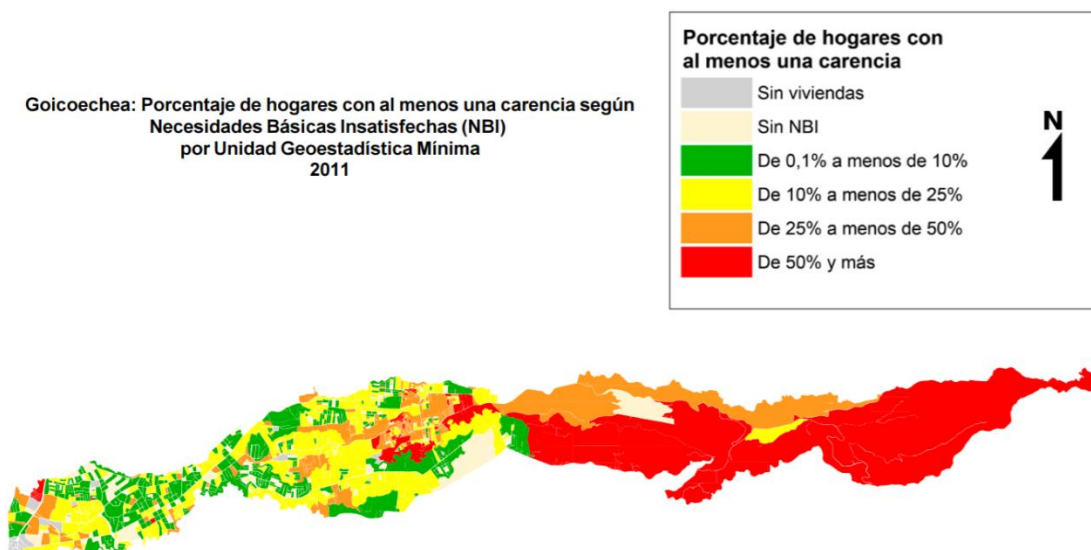 Goicoechea: Porcentaje de hogares con al menos una carencia según
Necesidades Básicas Insatisfechas (NBI)
por Unidad Geoestadística Mínima
2011
Porcentaje de hogares con
al menos una carencia
Sin viviendas
Sin NBI
De 0,1% a menos de 10%
De 10% a menos de 25%
De 25% a menos de 50%
De 50% y más
N